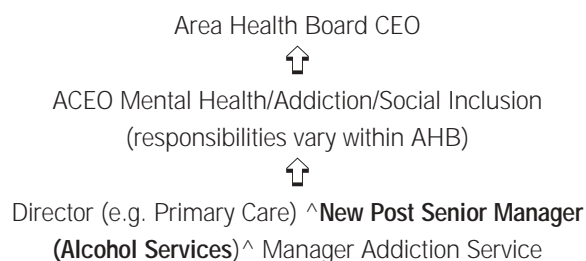 Area Health Board CEO
⇧
ACEO Mental Health/Addiction/Social Inclusion
(responsibilities vary within AHB)
⇧
Director (e.g. Primary Care) ^New Post Senior Manager
(Alcohol Services)^ Manager Addiction Service